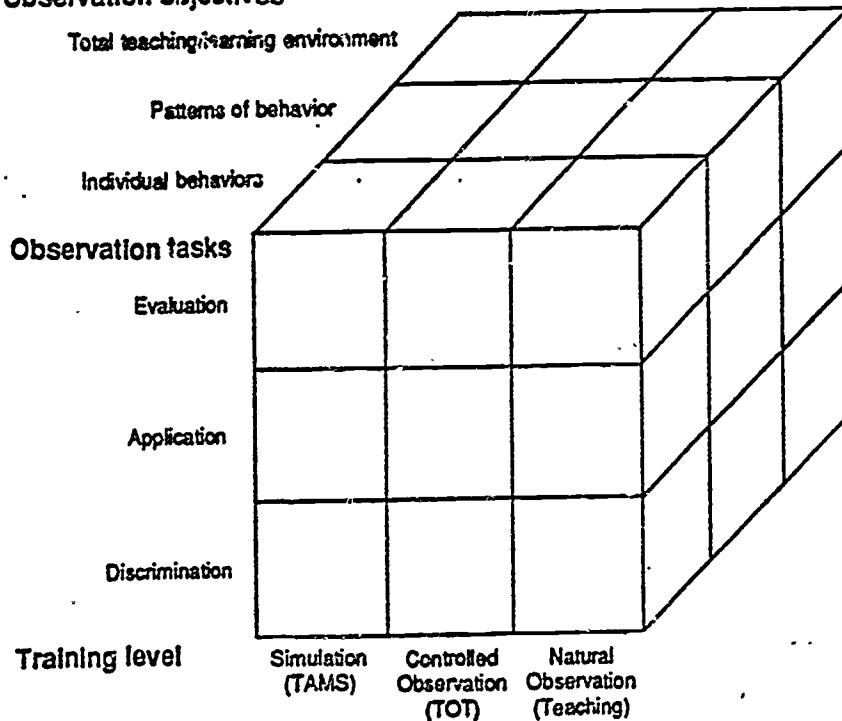 Observation objectives
Total teaching/learning environment
Patterns of behavior
Individual behaviors
Observation tasks
Evaluation
Application
Discrimination
Training level
Simulation
(TAMS)
Controlled
Observation
(TOT)
Natural
Observation
(Teaching)